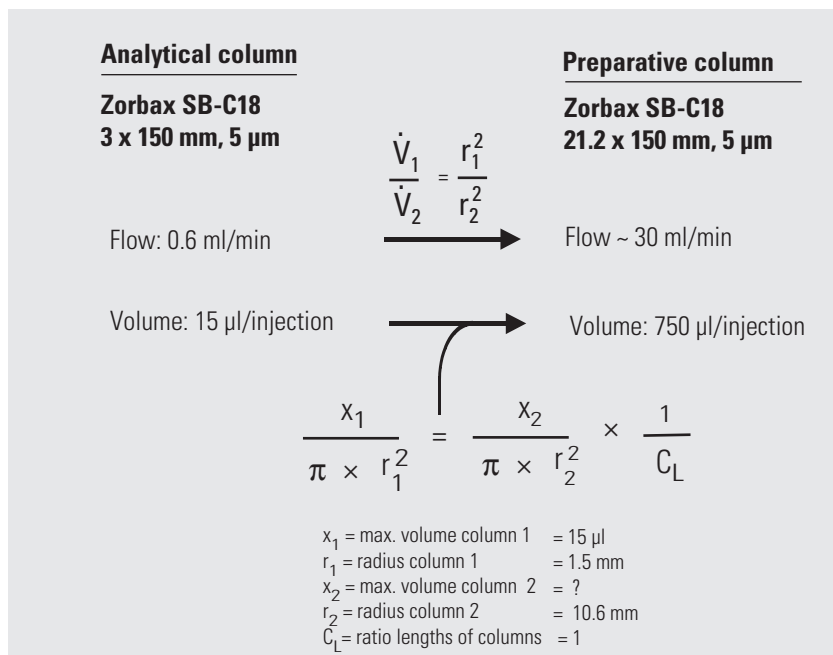 Analytical column
Preparative column
Zorbax SB-C18
3 x 150 mm, 5 µm
Zorbax SB-C18
21.2 x 150 mm, 5 µm
V̇₁ / V̇₂ = r₁² / r₂²
Flow: 0.6 ml/min
Flow ~ 30 ml/min
Volume: 15 µl/injection
Volume: 750 µl/injection
x₁ / (π × r₁²) = x₂ / (π × r₂²) × 1 / C_L
x₁ = max. volume column 1 = 15 µl
r₁ = radius column 1 = 1.5 mm
x₂ = max. volume column 2 = ?
r₂ = radius column 2 = 10.6 mm
C_L = ratio lengths of columns = 1